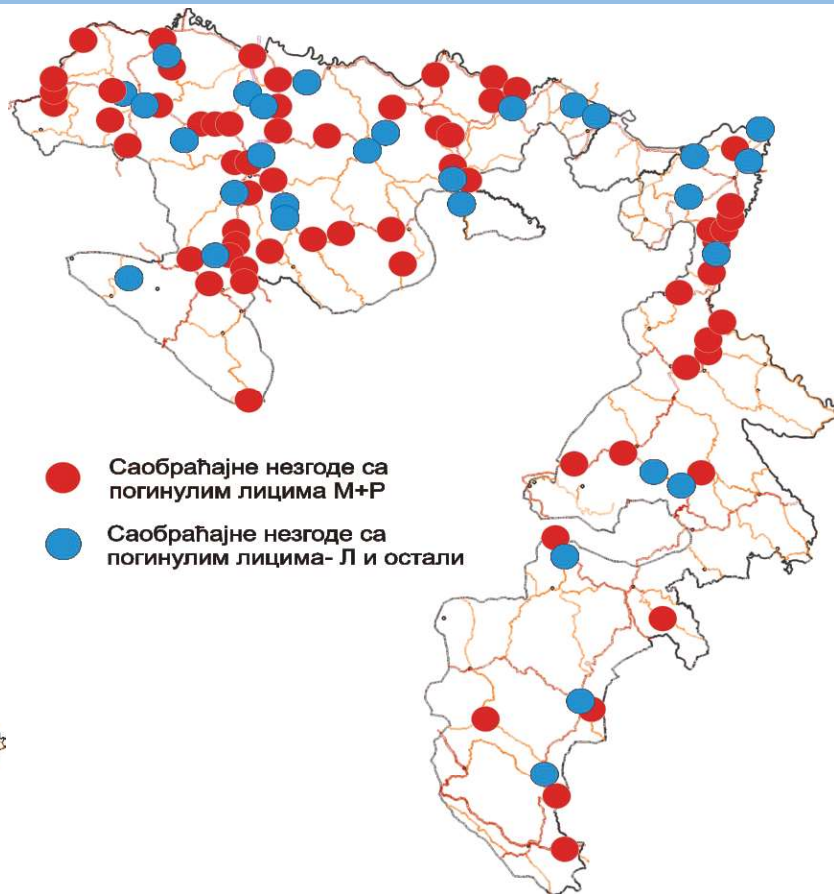 Саобраћајне незгоде са
погинулим лицима М+Р
Саобраћајне незгоде са
погинулим лицима- Л и остали